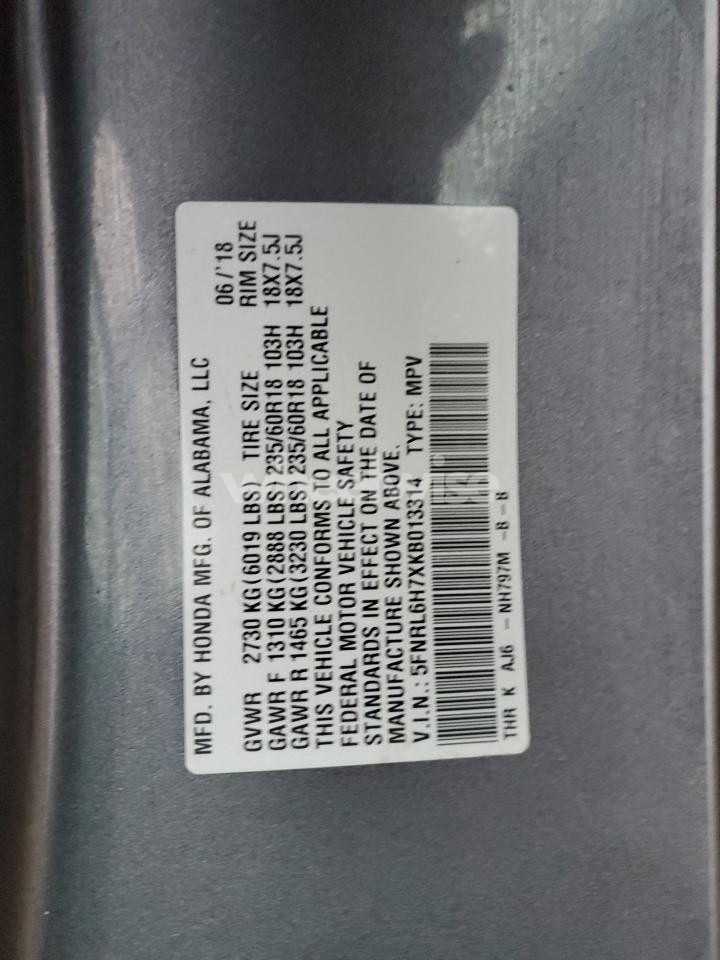 MFD. BY HONDA MFG. OF ALABAMA, LLC
06/'18
GVWR 2730 KG(6019 LBS) TIRE SIZE RIM SIZE
GAWR F 1310 KG(2888 LBS) 235/60R18 103H 18X7.5J
GAWR R 1465 KG(3230 LBS) 235/60R18 103H 18X7.5J
THIS VEHICLE CONFORMS TO ALL APPLICABLE
FEDERAL MOTOR VEHICLE SAFETY
STANDARDS IN EFFECT ON THE DATE OF
MANUFACTURE SHOWN ABOVE.
V.I.N.: 5FNRL6H7XKB013314 TYPE: MPV
THR K AJ6 - NH797M -B-B